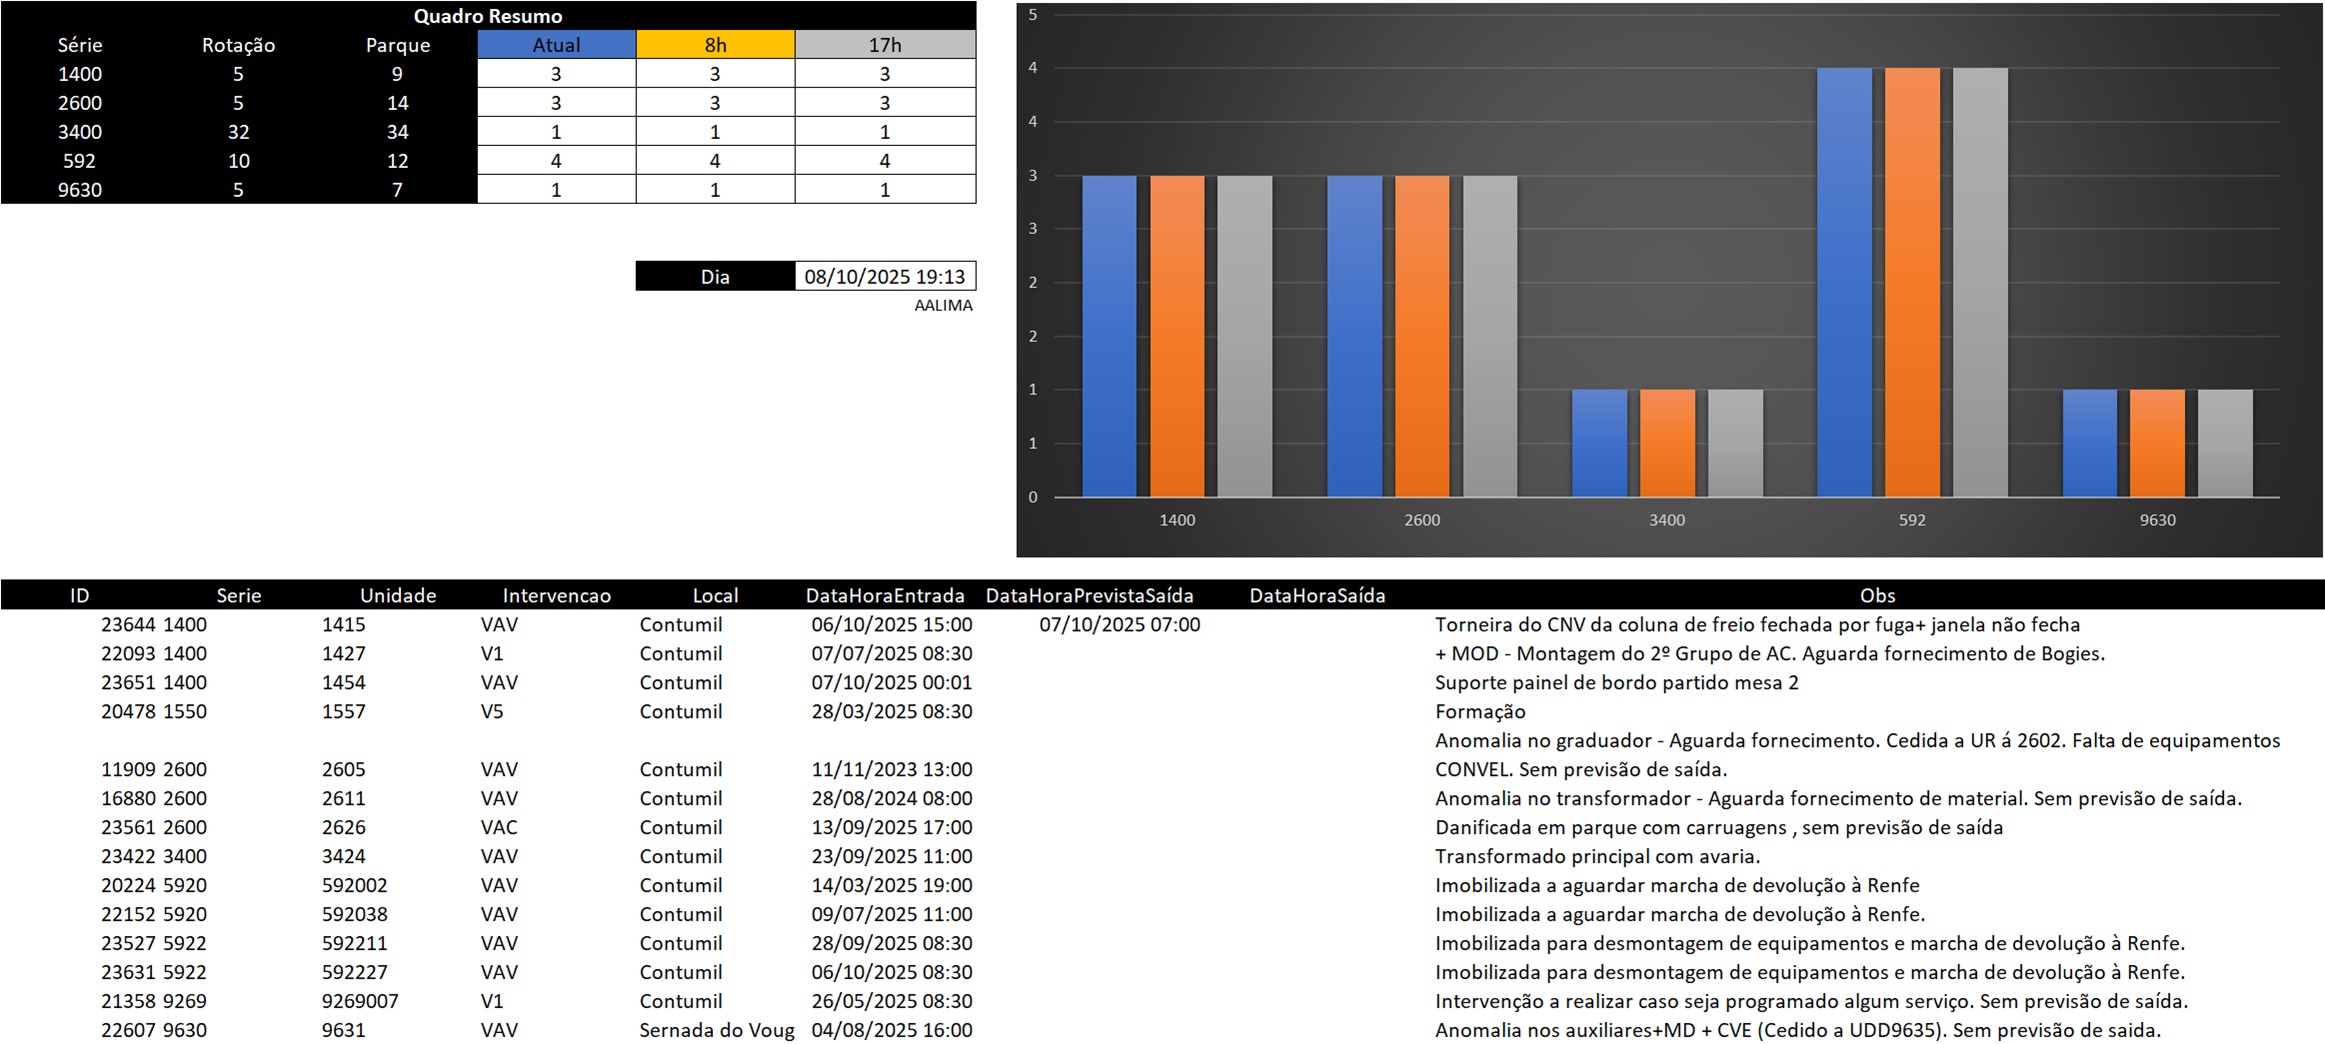 Quadro Resumo
Série Rotação Parque Atual 8h 17h
1400 5 9 3 3 3
2600 5 14 3 3 3
3400 32 34 1 1 1
592 10 12 4 4 4
9630 5 7 1 1 1
Dia 08/10/2025 19:13
AALIMA
5
4
4
3
3
2
2
1
1
0
1400 2600 3400 592 9630
ID Serie Unidade Intervencao Local DataHoraEntrada DataHoraPrevistaSaída DataHoraSaída Obs
23644 1400 1415 VAV Contumil 06/10/2025 15:00 07/10/2025 07:00 Torneira do CNV da coluna de freio fechada por fuga+ janela não fecha
22093 1400 1427 V1 Contumil 07/07/2025 08:30 + MOD - Montagem do 2º Grupo de AC. Aguarda fornecimento de Bogies.
23651 1400 1454 VAV Contumil 07/10/2025 00:01 Suporte painel de bordo partido mesa 2
20478 1550 1557 V5 Contumil 28/03/2025 08:30 Formação
Anomalia no graduador - Aguarda fornecimento. Cedida a UR á 2602. Falta de equipamentos
11909 2600 2605 VAV Contumil 11/11/2023 13:00 CONVEL. Sem previsão de saída.
16880 2600 2611 VAV Contumil 28/08/2024 08:00 Anomalia no transformador - Aguarda fornecimento de material. Sem previsão de saída.
23561 2600 2626 VAC Contumil 13/09/2025 17:00 Danificada em parque com carruagens , sem previsão de saída
23422 3400 3424 VAV Contumil 23/09/2025 11:00 Transformado principal com avaria.
20224 5920 592002 VAV Contumil 14/03/2025 19:00 Imobilizada a aguardar marcha de devolução à Renfe
22152 5920 592038 VAV Contumil 09/07/2025 11:00 Imobilizada a aguardar marcha de devolução à Renfe.
23527 5922 592211 VAV Contumil 28/09/2025 08:30 Imobilizada para desmontagem de equipamentos e marcha de devolução à Renfe.
23631 5922 592227 VAV Contumil 06/10/2025 08:30 Imobilizada para desmontagem de equipamentos e marcha de devolução à Renfe.
21358 9269 9269007 V1 Contumil 26/05/2025 08:30 Intervenção a realizar caso seja programado algum serviço. Sem previsão de saída.
22607 9630 9631 VAV Sernada do Voug 04/08/2025 16:00 Anomalia nos auxiliares+MD + CVE (Cedido a UDD9635). Sem previsão de saida.